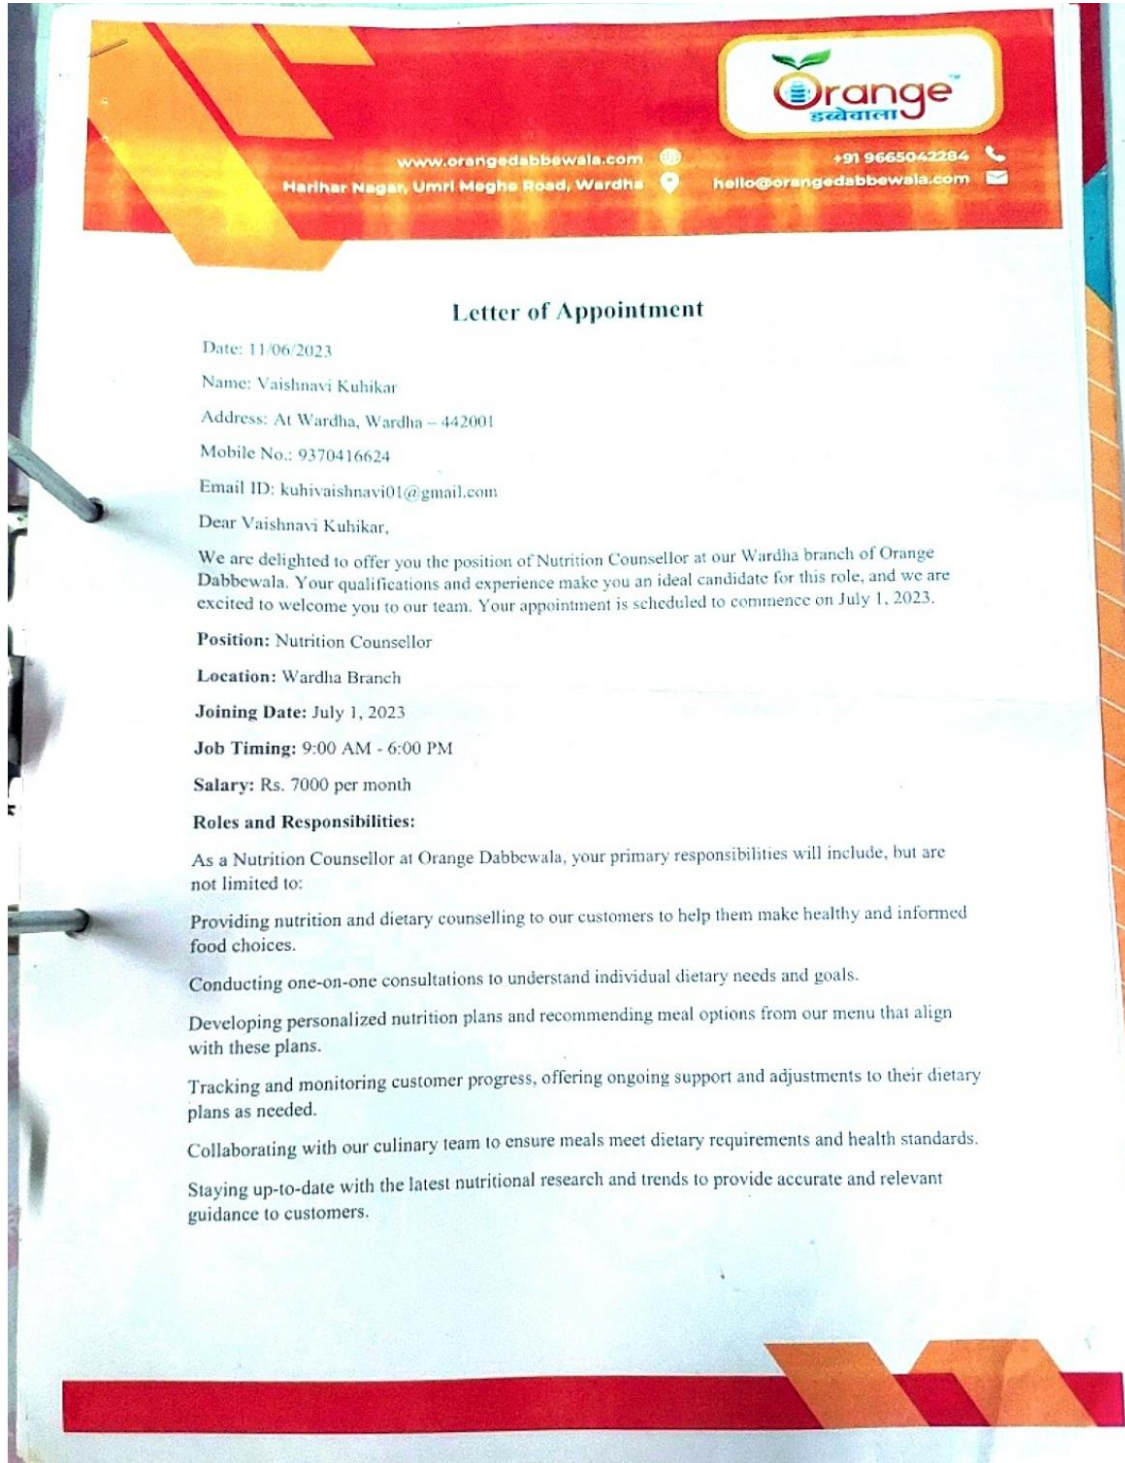 Orange
डब्बेवाला
www.orangedabbewala.com
+91 9665042284
Harihar Nagar, Umri Meghe Road, Wardha
hello@orangedabbewala.com
Letter of Appointment
Date: 11/06/2023
Name: Vaishnavi Kuhikar
Address: At Wardha, Wardha – 442001
Mobile No.: 9370416624
Email ID: kuhivaishnavi01@gmail.com
Dear Vaishnavi Kuhikar,
We are delighted to offer you the position of Nutrition Counsellor at our Wardha branch of Orange
Dabbewala. Your qualifications and experience make you an ideal candidate for this role, and we are
excited to welcome you to our team. Your appointment is scheduled to commence on July 1, 2023.
Position: Nutrition Counsellor
Location: Wardha Branch
Joining Date: July 1, 2023
Job Timing: 9:00 AM - 6:00 PM
Salary: Rs. 7000 per month
Roles and Responsibilities:
As a Nutrition Counsellor at Orange Dabbewala, your primary responsibilities will include, but are
not limited to:
Providing nutrition and dietary counselling to our customers to help them make healthy and informed
food choices.
Conducting one-on-one consultations to understand individual dietary needs and goals.
Developing personalized nutrition plans and recommending meal options from our menu that align
with these plans.
Tracking and monitoring customer progress, offering ongoing support and adjustments to their dietary
plans as needed.
Collaborating with our culinary team to ensure meals meet dietary requirements and health standards.
Staying up-to-date with the latest nutritional research and trends to provide accurate and relevant
guidance to customers.